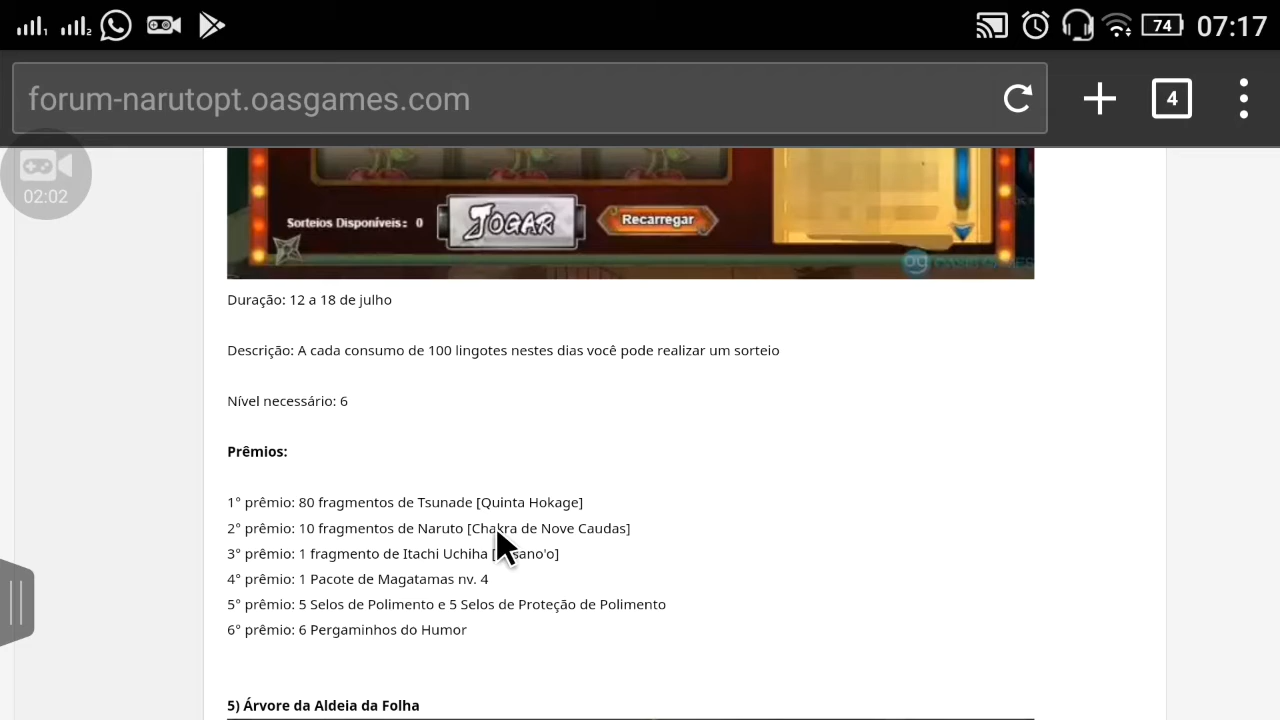 74 07:17
forum-narutopt.oasgames.com
4
02:02
Sorteios Disponíveis: 0
JOGAR
Recarregar
Duração: 12 a 18 de julho
Descrição: A cada consumo de 100 lingotes nestes dias você pode realizar um sorteio
Nível necessário: 6
Prêmios:
1° prêmio: 80 fragmentos de Tsunade [Quinta Hokage]
2° prêmio: 10 fragmentos de Naruto [Chakra de Nove Caudas]
3° prêmio: 1 fragmento de Itachi Uchiha
4° prêmio: 1 Pacote de Magatamas nv. 4
5° prêmio: 5 Selos de Polimento e 5 Selos de Proteção de Polimento
6° prêmio: 6 Pergaminhos do Humor
5) Árvore da Aldeia da Folha